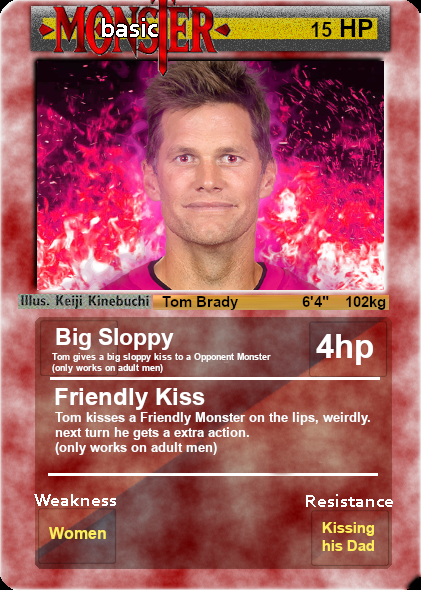 MONSTER
basic
15 HP
Illus. Keiji Kinebuchi Tom Brady 6'4" 102kg
Big Sloppy
4hp
Tom gives a big sloppy kiss to a Opponent Monster
(only works on adult men)
Friendly Kiss
Tom kisses a Friendly Monster on the lips, weirdly.
next turn he gets a extra action.
(only works on adult men)
Weakness Resistance
Women
Kissing
his Dad